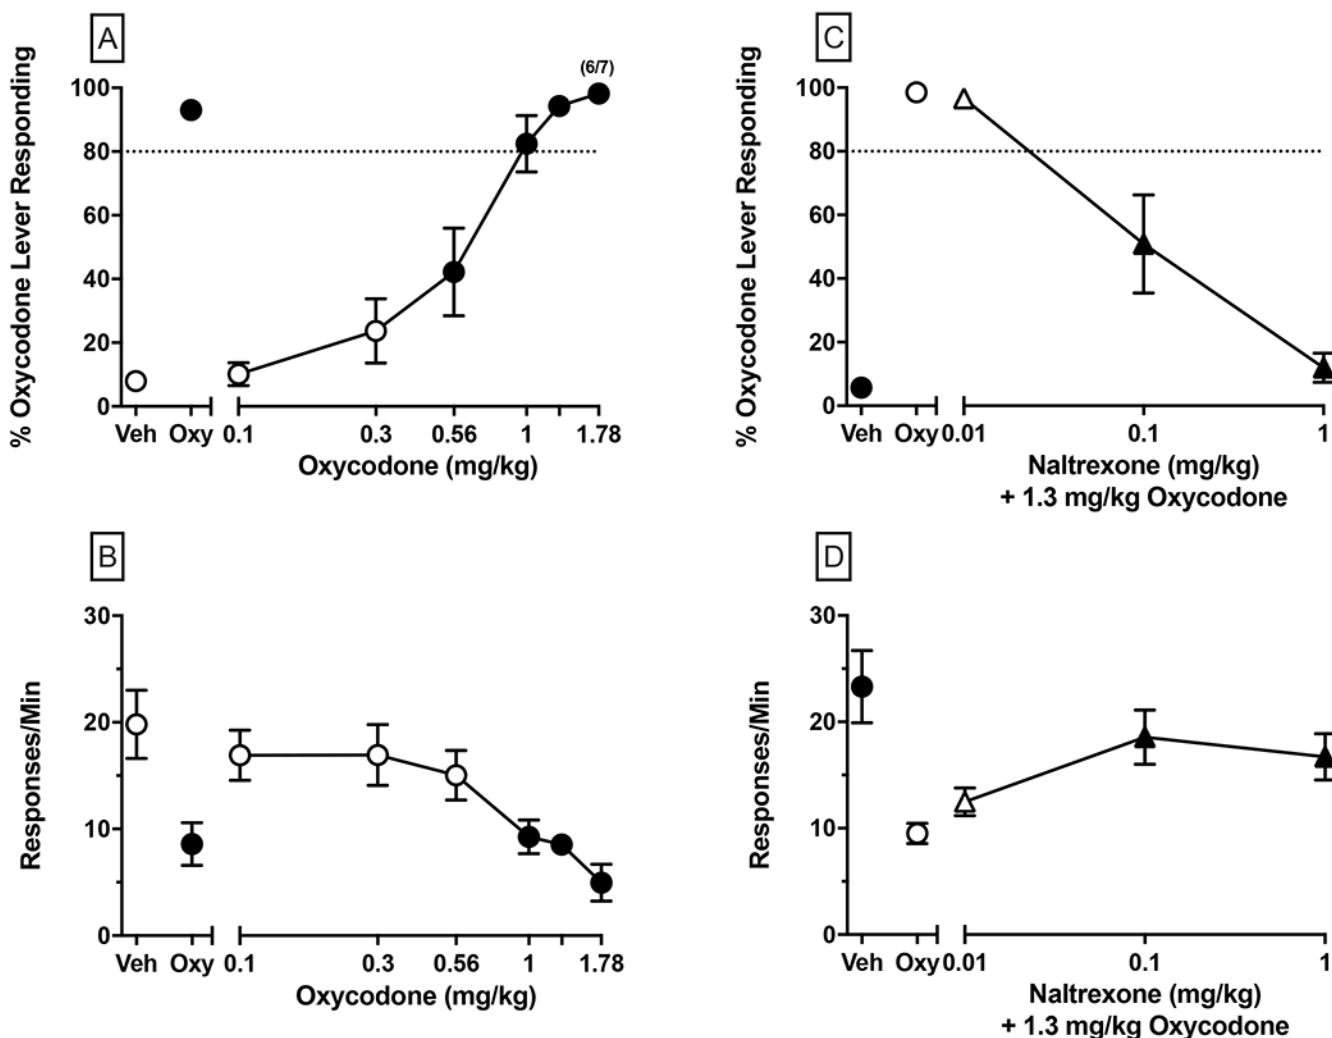 A
% Oxycodone Lever Responding
(6/7)
100
80
60
40
20
0
Veh Oxy 0.1 0.3 0.56 1 1.78
Oxycodone (mg/kg)
C
% Oxycodone Lever Responding
100
80
60
40
20
0
Veh Oxy 0.01 0.1 1
Naltrexone (mg/kg)
+ 1.3 mg/kg Oxycodone
B
Responses/Min
30
20
10
0
Veh Oxy 0.1 0.3 0.56 1 1.78
Oxycodone (mg/kg)
D
Responses/Min
30
20
10
0
Veh Oxy 0.01 0.1 1
Naltrexone (mg/kg)
+ 1.3 mg/kg Oxycodone